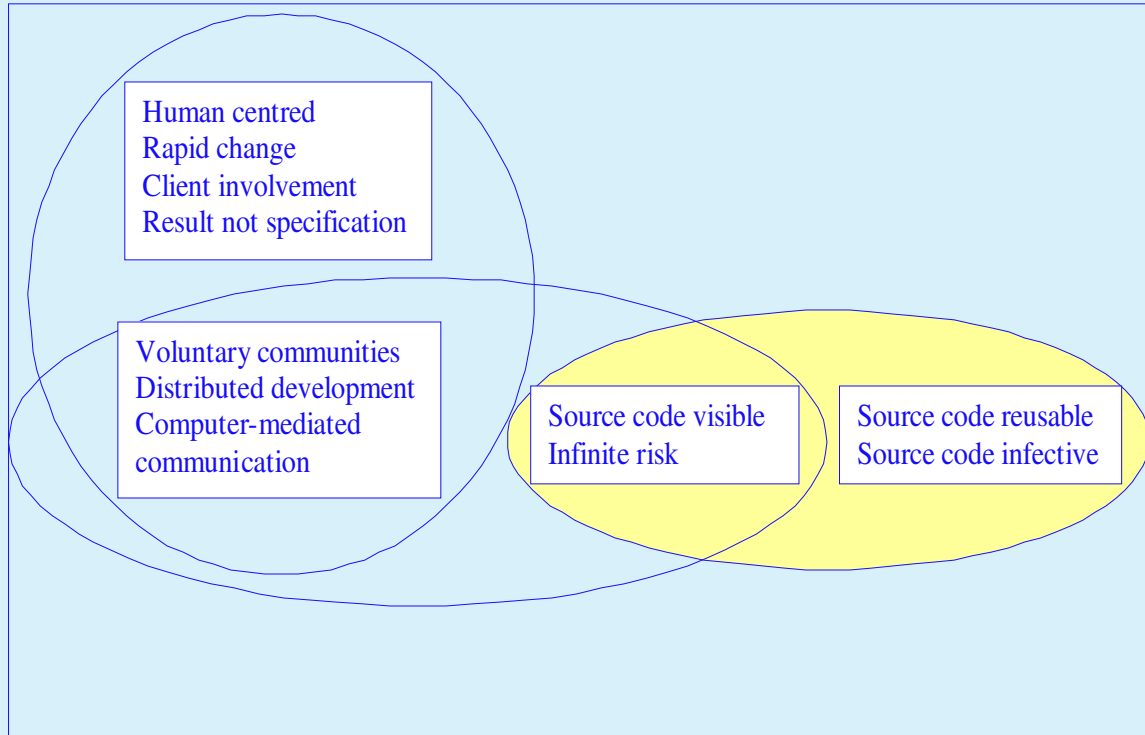 Human centred
Rapid change
Client involvement
Result not specification
Voluntary communities
Distributed development
Computer-mediated
communication
Source code visible
Infinite risk
Source code reusable
Source code infective